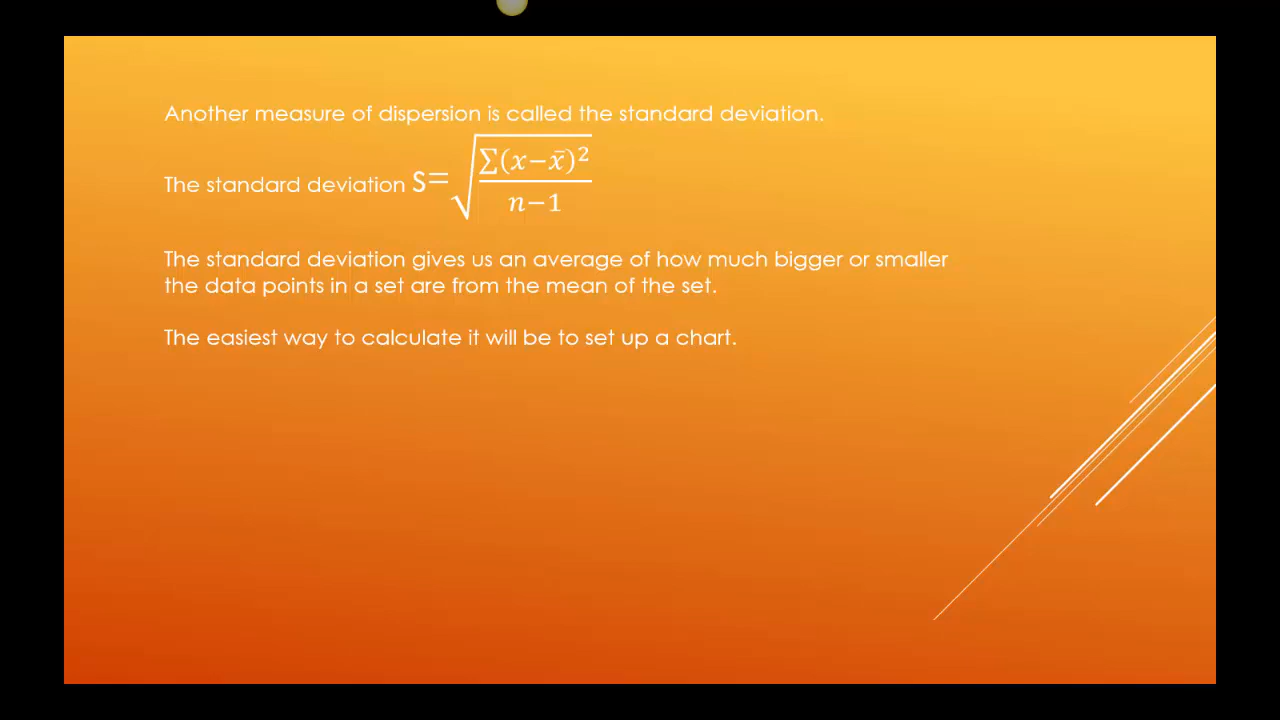 Another measure of dispersion is called the standard deviation.
The standard deviation s=√(∑(x−x̄)²/(n−1))
The standard deviation gives us an average of how much bigger or smaller
the data points in a set are from the mean of the set.
The easiest way to calculate it will be to set up a chart.